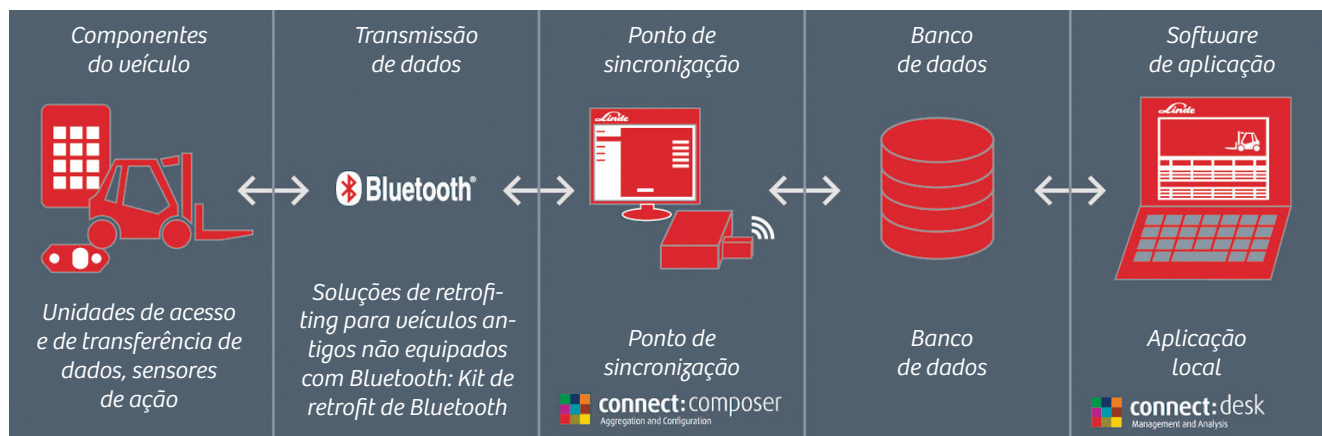 Componentes
do veículo
Transmissão
de dados
Ponto de
sincronização
Banco
de dados
Software
de aplicação
Linde
Linde
Bluetooth®
Unidades de acesso
e de transferência de
dados, sensores
de ação
Soluções de retrofi-
ting para veículos an-
tigos não equipados
com Bluetooth: Kit de
retrofit de Bluetooth
Ponto de
sincronização
connect:composer
Aggregation and Configuration
Banco
de dados
Aplicação
local
connect:desk
Management and Analysis